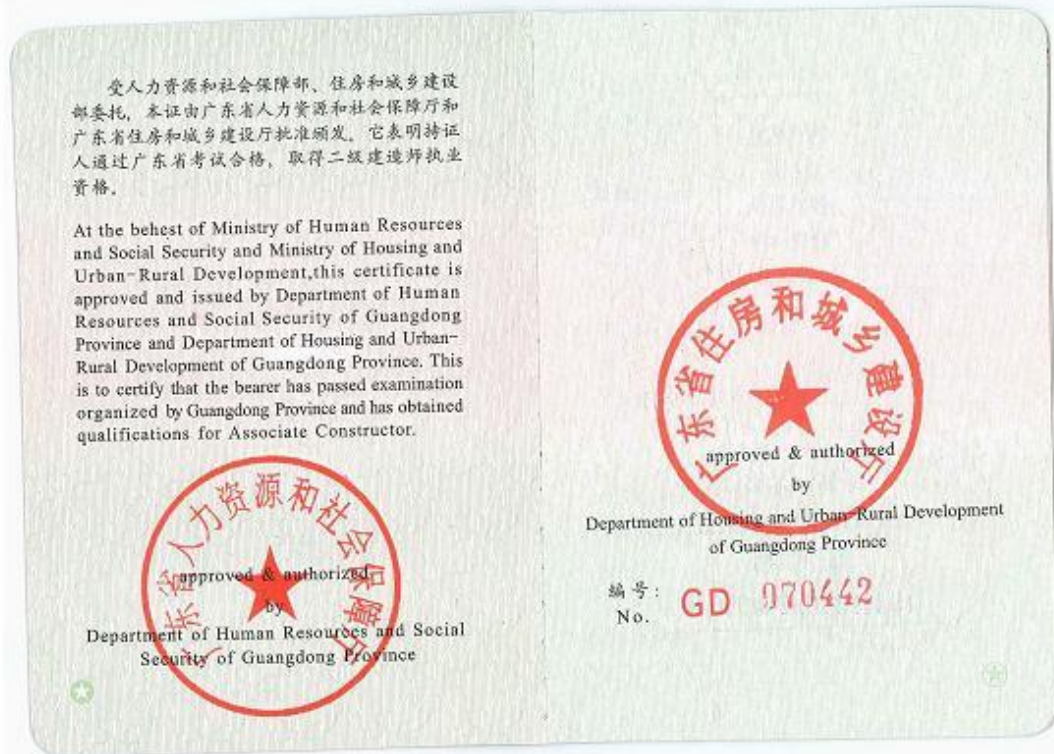 受人力资源和社会保障部、住房和城乡建设
部委托，本证由广东省人力资源和社会保障厅和
广东省住房和城乡建设厅批准颁发。它表明持证
人通过广东省考试合格，取得二级建造师执业
资格。
At the behest of Ministry of Human Resources
and Social Security and Ministry of Housing and
Urban-Rural Development,this certificate is
approved and issued by Department of Human
Resources and Social Security of Guangdong
Province and Department of Housing and Urban-
Rural Development of Guangdong Province. This
is to certify that the bearer has passed examination
organized by Guangdong Province and has obtained
qualifications for Associate Constructor.
广东省人力资源和社会保障厅
approved & authorized
by
Department of Human Resources and Social
Security of Guangdong Province
广东省住房和城乡建设厅
approved & authorized
by
Department of Housing and Urban-Rural Development
of Guangdong Province
编号:
No.
GD 070442